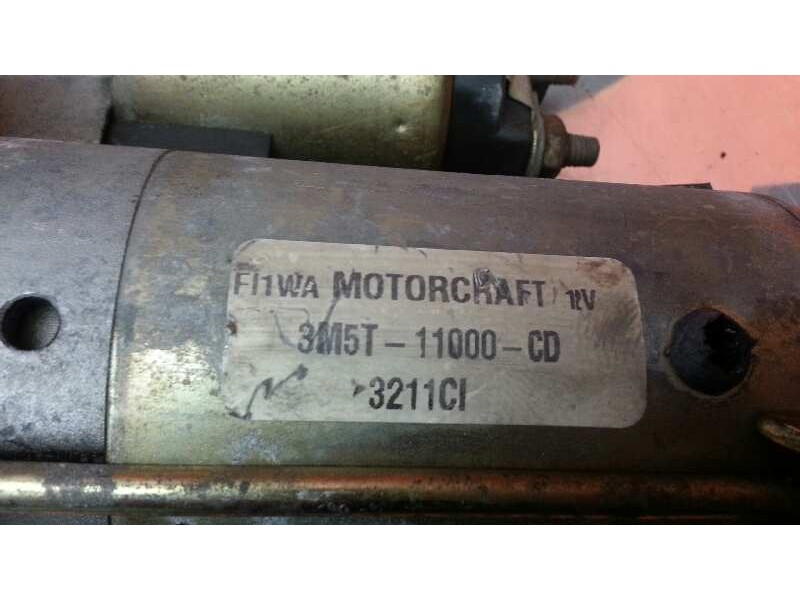 FI1WA MOTORCRAFT 12V
3M5T-11000-CD
3211CI